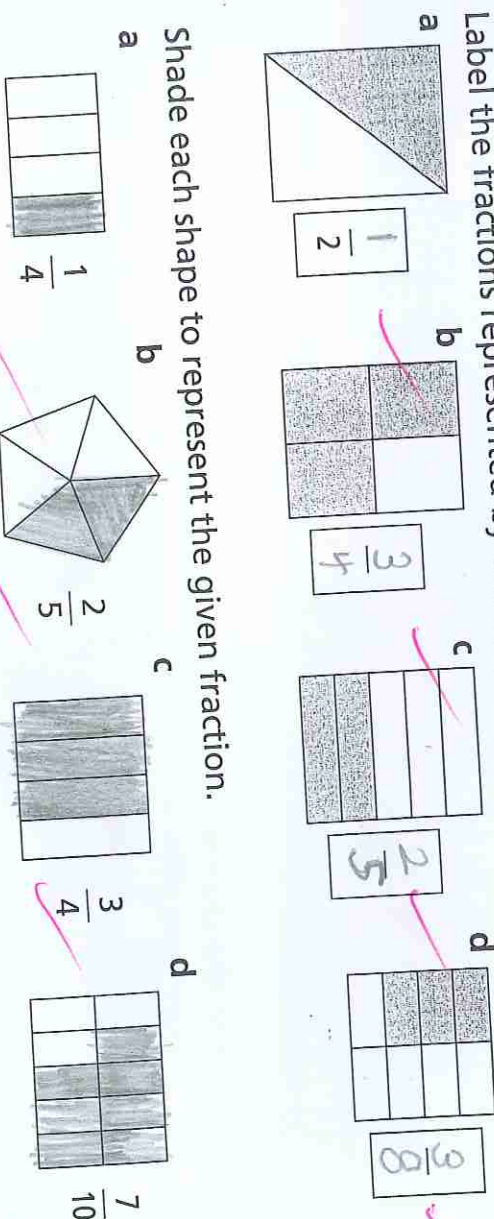 Label the fractions represented by
a
1/2
b
3/4
c
2/5
d
3/8
Shade each shape to represent the given fraction.
a
1/4
b
2/5
c
3/4
d
7/10